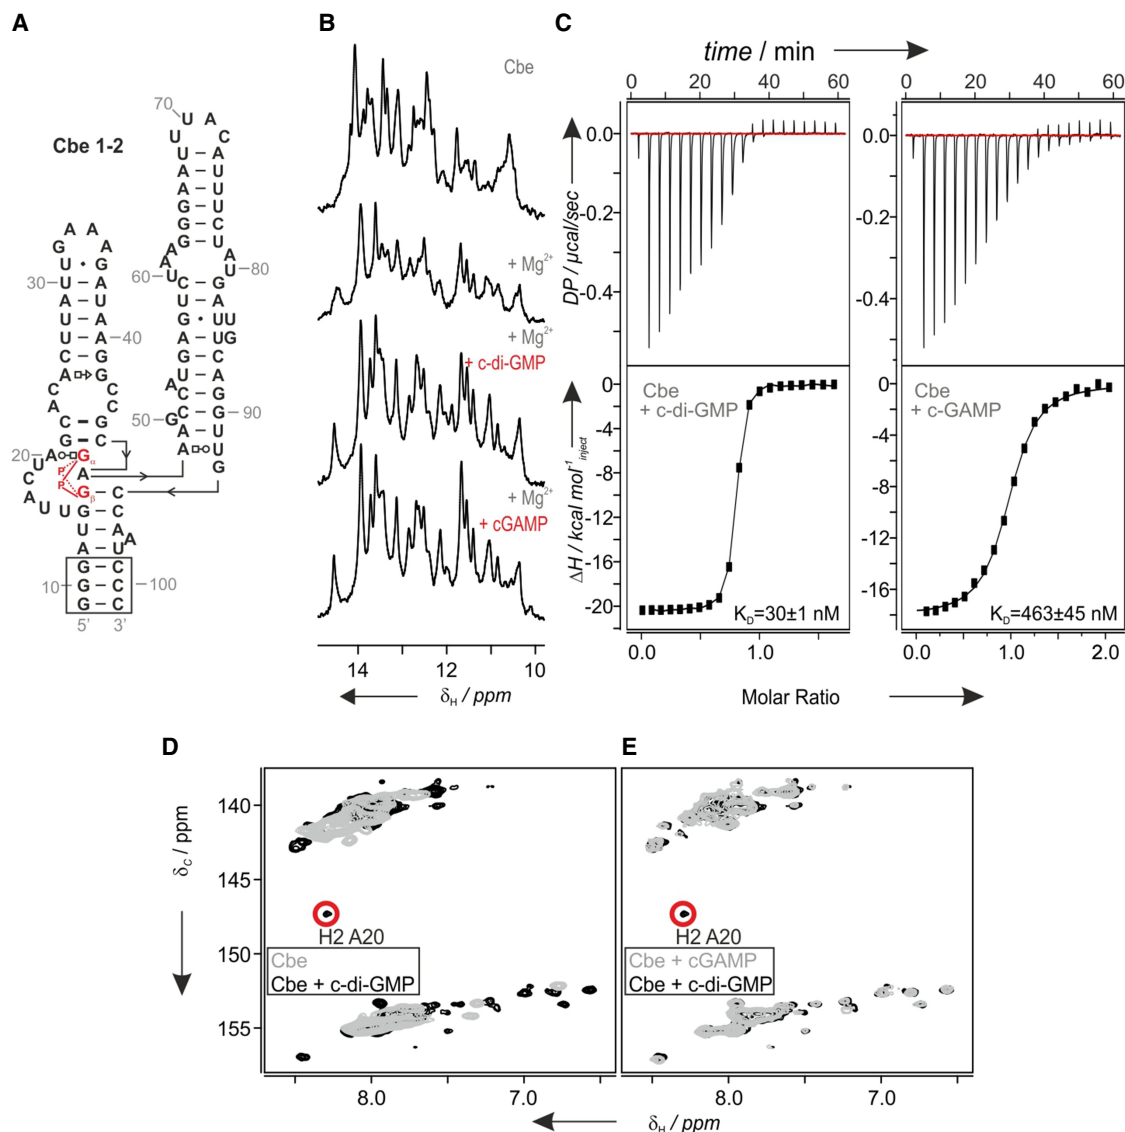 A
Cbe 1-2
70
U A
30
60
80
40
50
90
20
10
100
5' 3'
B
Cbe
+ Mg²⁺
+ Mg²⁺
+ c-di-GMP
+ Mg²⁺
+ cGAMP
14 12 10
δH / ppm
C
time / min
0 20 40 60
0 20 40 60
0.0
-0.2
-0.4
DP / µcal/sec
0.0
-0.2
-0.4
0
-4
-8
-12
-16
-20
ΔH / kcal mol⁻¹ inject
Cbe
+ c-di-GMP
KD=30±1 nM
0.0 1.0
0
-4
-8
-12
-16
Cbe
+ c-GAMP
KD=463±45 nM
0.0 1.0 2.0
Molar Ratio
D
140
145
150
155
δC / ppm
H2 A20
Cbe
Cbe + c-di-GMP
8.0 7.0
E
H2 A20
Cbe + cGAMP
Cbe + c-di-GMP
8.0 7.0
δH / ppm